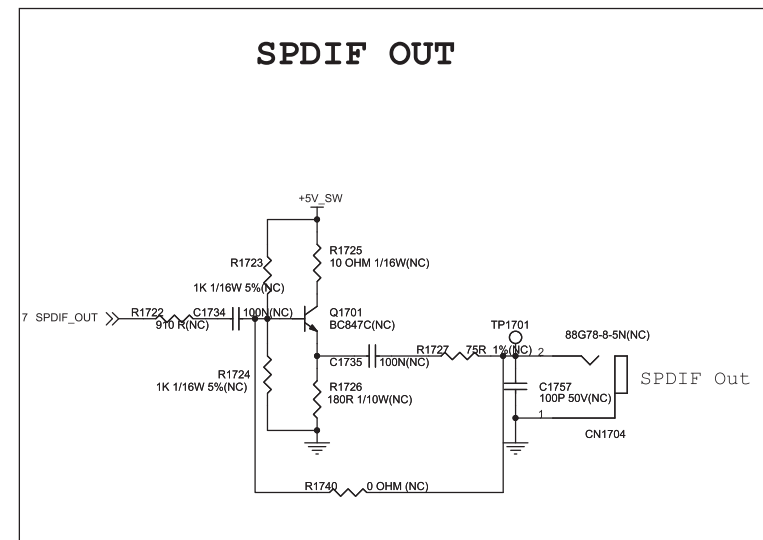 SPDIF OUT
+5V_SW
R1723
1K 1/16W 5%(NC)
R1725
10 OHM 1/16W(NC)
7 SPDIF_OUT
R1722
910 R(NC)
C1734
100N(NC)
Q1701
BC847C(NC)
TP1701
88G78-8-5N(NC)
R1724
1K 1/16W 5%(NC)
C1735
100N(NC)
R1727
75R 1%(NC)
2
R1726
180R 1/10W(NC)
C1757
100P 50V(NC)
SPDIF Out
1
CN1704
R1740
0 OHM (NC)